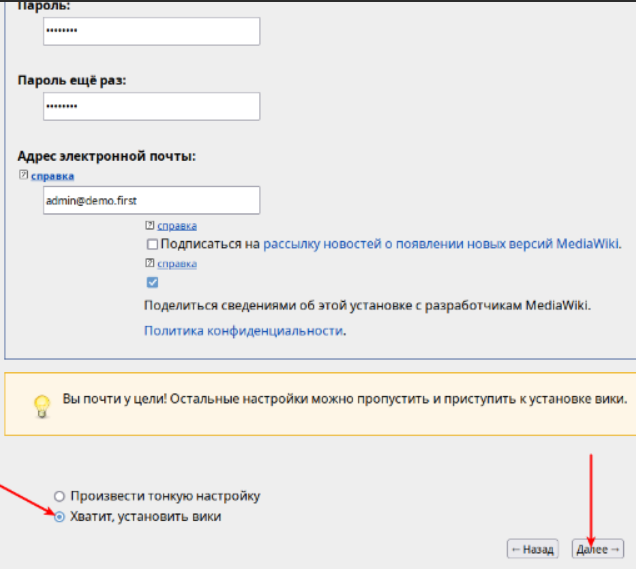 Пароль:
••••••••
Пароль ещё раз:
••••••••
Адрес электронной почты:
? справка
admin@demo.first
? справка
Подписаться на рассылку новостей о появлении новых версий MediaWiki.
? справка
Поделиться сведениями об этой установке с разработчикам MediaWiki.
Политика конфиденциальности.
Вы почти у цели! Остальные настройки можно пропустить и приступить к установке вики.
Произвести тонкую настройку
Хватит, установить вики
← Назад Далее →